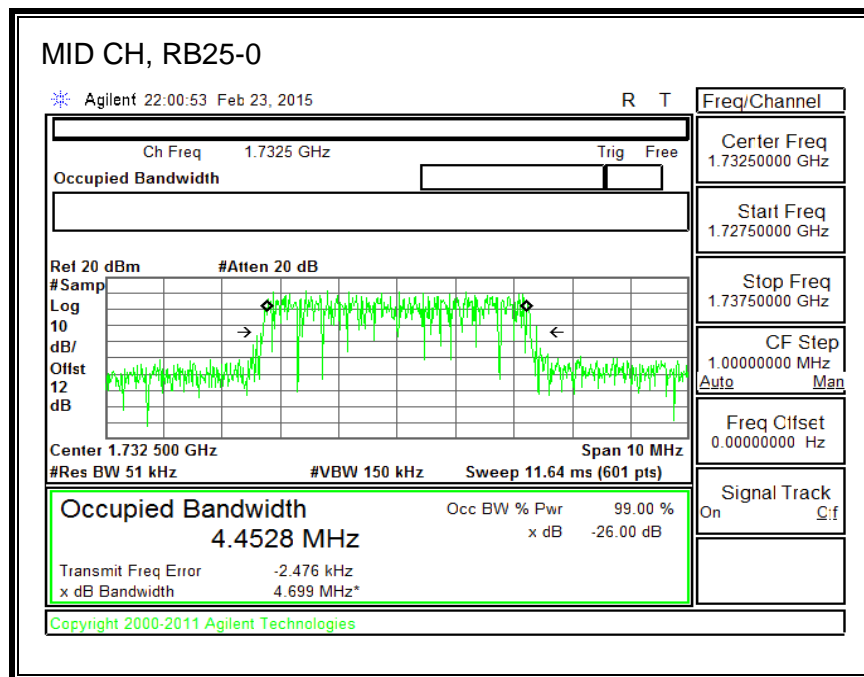 MID CH, RB25-0
Agilent 22:00:53 Feb 23, 2015 R T
Freq/Channel
Ch Freq 1.7325 GHz Trig Free
Occupied Bandwidth
Center Freq
1.73250000 GHz
Start Freq
1.72750000 GHz
Stop Freq
1.73750000 GHz
CF Step
1.00000000 MHz
Auto Man
Freq Offset
0.00000000 Hz
Signal Track
On Off
Ref 20 dBm #Atten 20 dB
#Samp
Log
10
dB/
Offst
12
dB
Center 1.732 500 GHz Span 10 MHz
#Res BW 51 kHz #VBW 150 kHz Sweep 11.64 ms (601 pts)
Occupied Bandwidth
4.4528 MHz
Occ BW % Pwr 99.00 %
x dB -26.00 dB
Transmit Freq Error -2.476 kHz
x dB Bandwidth 4.699 MHz*
Copyright 2000-2011 Agilent Technologies